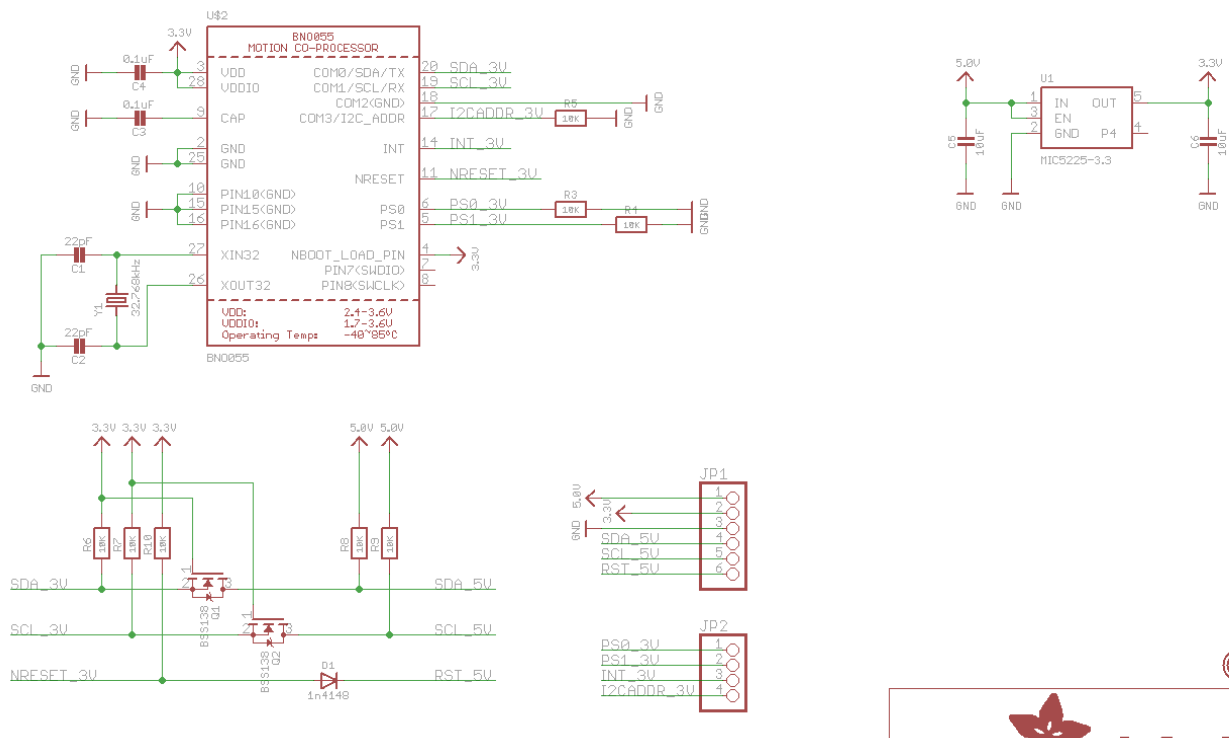 U$2
BNO055
MOTION CO-PROCESSOR
3.3V
0.1uF
GND
C4
3
VDD
28
VDDIO
0.1uF
GND
C3
9
CAP
GND
2
GND
25
GND
GND
10
PIN10(GND)
15
PIN15(GND)
16
PIN16(GND)
22pF
C1
27
XIN32
Y1
32.768kHz
26
XOUT32
22pF
C2
GND
COM0/SDA/TX
20
SDA_3V
COM1/SCL/RX
19
SCL_3V
COM2(GND)
18
GND
COM3/I2C_ADDR
17
I2CADDR_3V
R5
10K
GND
INT
14
INT_3V
NRESET
11
NRESET_3V
PS0
6
PS0_3V
R3
10K
GND
PS1
5
PS1_3V
R4
10K
GND
NBOOT_LOAD_PIN
4
3.3V
PIN7(SWDIO)
7
PIN8(SWCLK)
8
VDD: 2.4-3.6V
VDDIO: 1.7-3.6V
Operating Temp: -40~85°C
BNO055
5.0V
U1
3.3V
1
IN
OUT
5
3
EN
2
GND
P4
4
MIC5225-3.3
C5
10uF
C6
10uF
GND
GND
GND
3.3V 3.3V 3.3V
5.0V 5.0V
R6
10K
R7
10K
R10
10K
R8
10K
R9
10K
SDA_3V
1
2
3
BSS138
Q1
SDA_5V
SCL_3V
1
2
3
BSS138
Q2
SCL_5V
NRESET_3V
D1
1n4148
RST_5V
JP1
5.0V
1
3.3V
2
GND
3
SDA_5V
4
SCL_5V
5
RST_5V
6
JP2
PS0_3V
1
PS1_3V
2
INT_3V
3
I2CADDR_3V
4